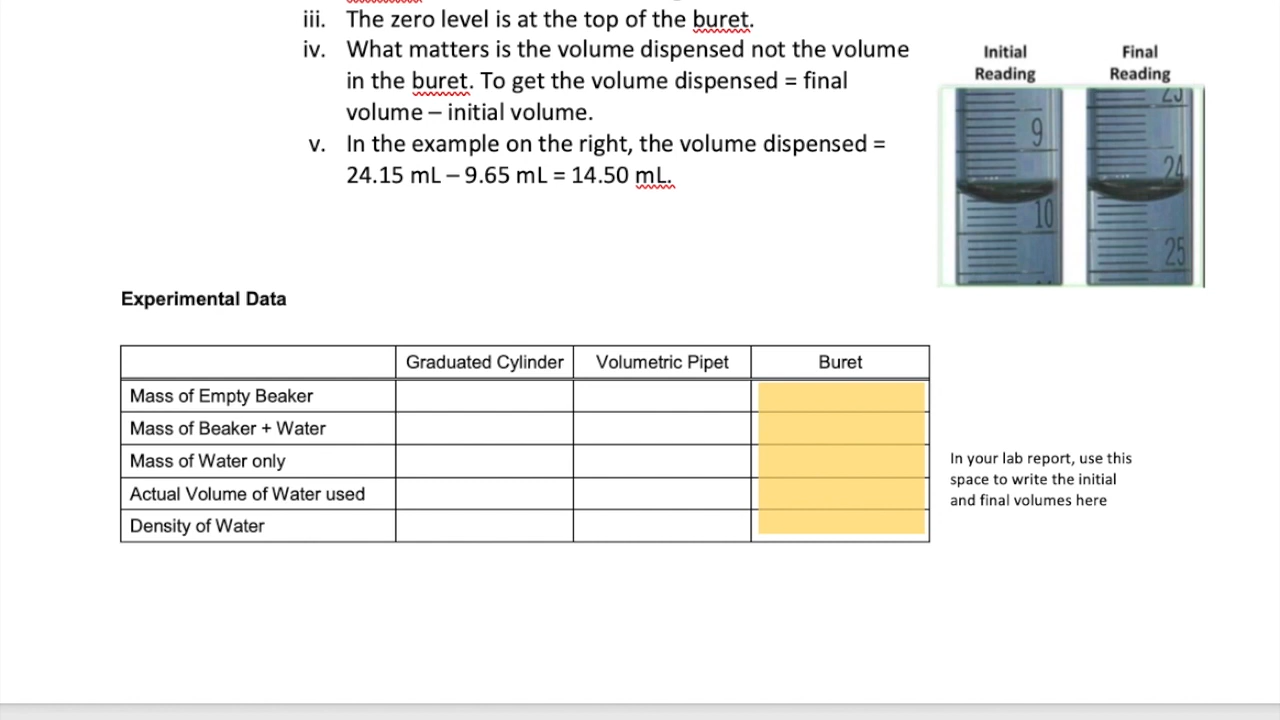 iii. The zero level is at the top of the buret.
iv. What matters is the volume dispensed not the volume
in the buret. To get the volume dispensed = final
volume – initial volume.
v. In the example on the right, the volume dispensed =
24.15 mL – 9.65 mL = 14.50 mL.
Initial
Reading
Final
Reading
9
10
24
25
Experimental Data
Graduated Cylinder Volumetric Pipet Buret
Mass of Empty Beaker
Mass of Beaker + Water
Mass of Water only
Actual Volume of Water used
Density of Water
In your lab report, use this
space to write the initial
and final volumes here